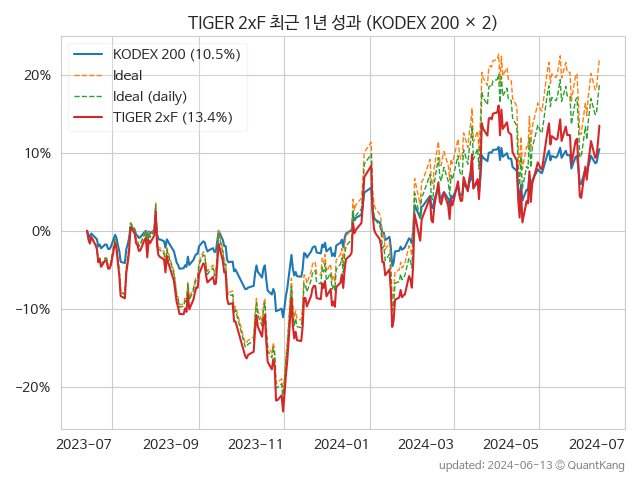 TIGER 2xF 최근 1년 성과 (KODEX 200 × 2)
KODEX 200 (10.5%)
Ideal
Ideal (daily)
TIGER 2xF (13.4%)
20%
10%
0%
−10%
−20%
2023−07 2023−09 2023−11 2024−01 2024−03 2024−05 2024−07
updated: 2024−06−13 ⓒ QuantKang